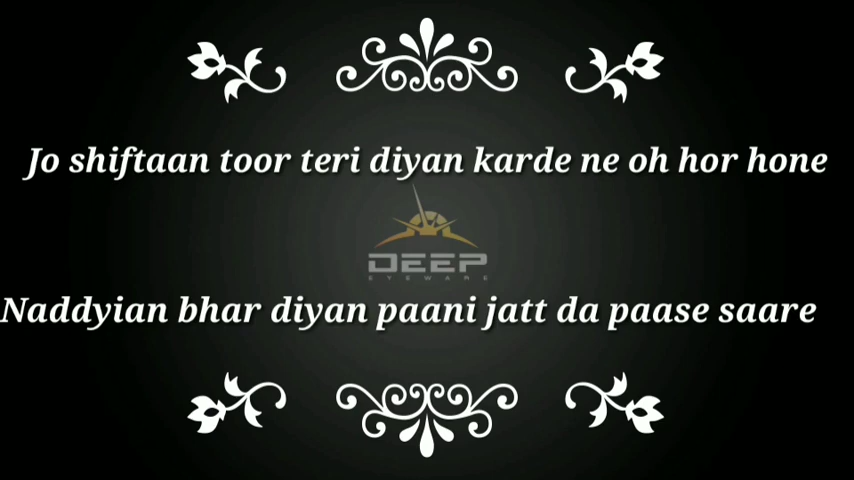 Jo shiftaan toor teri diyan karde ne oh hor hone
DEEP
EYEWARE
Naddyian bhar diyan paani jatt da paase saare